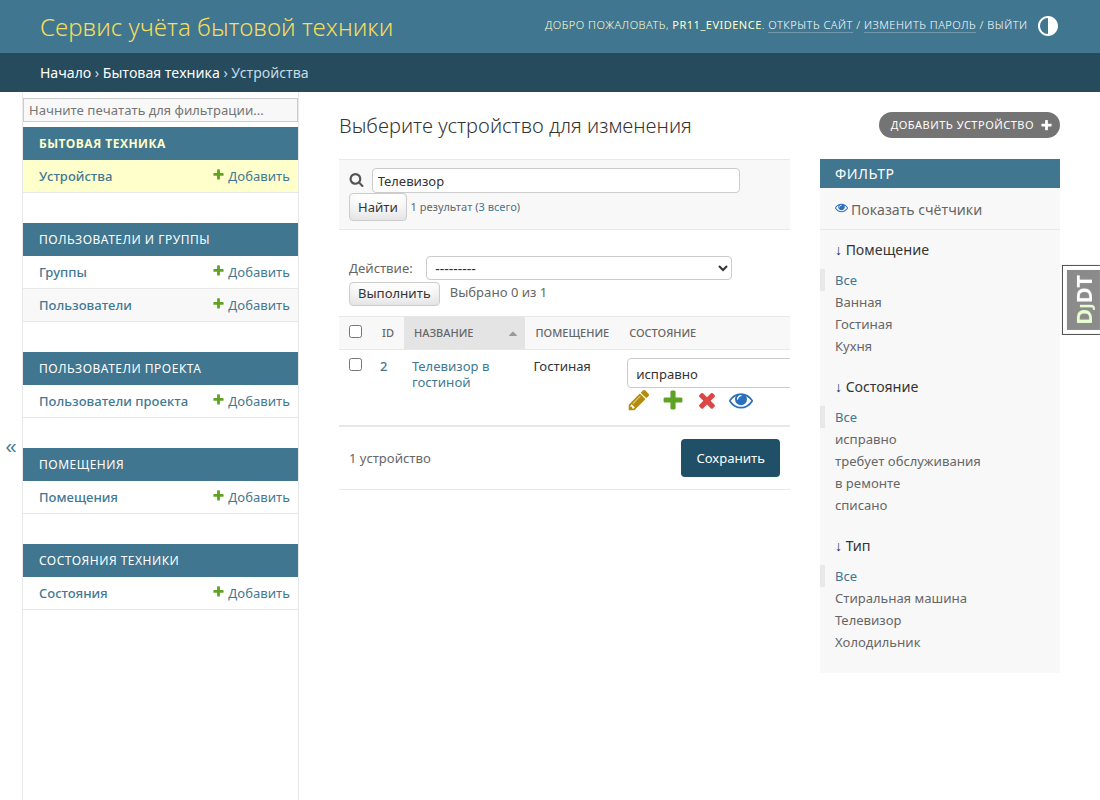 Сервис учёта бытовой техники
ДОБРО ПОЖАЛОВАТЬ, PR11_EVIDENCE. ОТКРЫТЬ САЙТ / ИЗМЕНИТЬ ПАРОЛЬ / ВЫЙТИ
Начало › Бытовая техника › Устройства
Начните печатать для фильтрации...
БЫТОВАЯ ТЕХНИКА
Устройства Добавить
ПОЛЬЗОВАТЕЛИ И ГРУППЫ
Группы Добавить
Пользователи Добавить
ПОЛЬЗОВАТЕЛИ ПРОЕКТА
Пользователи проекта Добавить
ПОМЕЩЕНИЯ
Помещения Добавить
СОСТОЯНИЯ ТЕХНИКИ
Состояния Добавить
«
Выберите устройство для изменения
ДОБАВИТЬ УСТРОЙСТВО
Телевизор
Найти 1 результат (3 всего)
Действие: ---------
Выполнить Выбрано 0 из 1
ID НАЗВАНИЕ ПОМЕЩЕНИЕ СОСТОЯНИЕ
2 Телевизор в Гостиная исправно
гостиной
1 устройство Сохранить
ФИЛЬТР
Показать счётчики
↓ Помещение
Все
Ванная
Гостиная
Кухня
↓ Состояние
Все
исправно
требует обслуживания
в ремонте
списано
↓ Тип
Все
Стиральная машина
Телевизор
Холодильник
DJDT